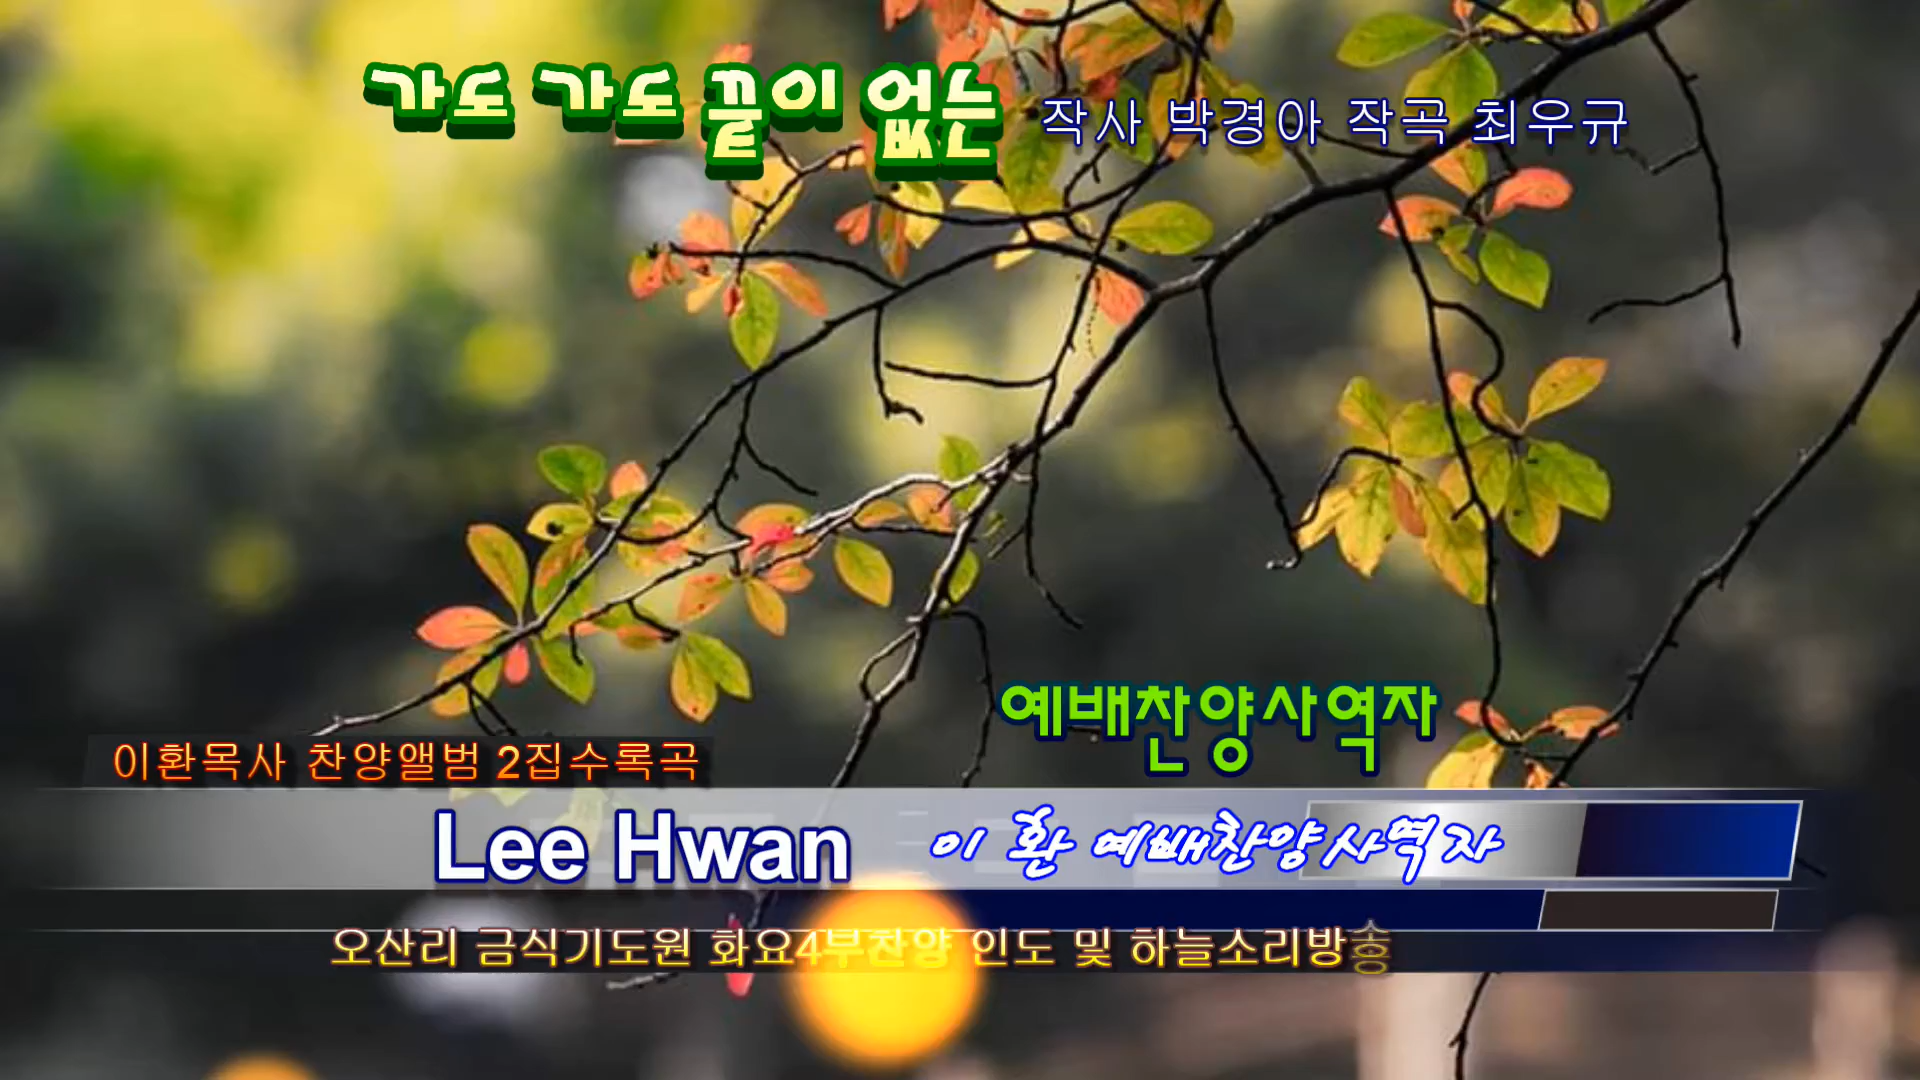 가도 가도 끝이 없는 작사 박경아 작곡 최우규
예배찬양사역자
이환목사 찬양앨범 2집수록곡
Lee Hwan 이 환 예배찬양사역자
오산리 금식기도원 화요4부찬양 인도 및 하늘소리방송